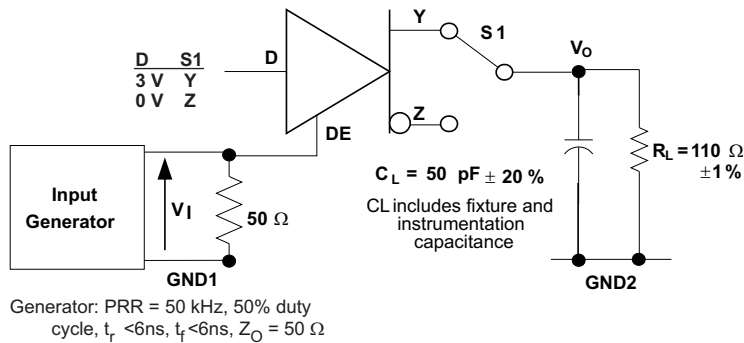 Y
S1
D S1
3 V Y
0 V Z
D
VO
Z
DE
Input
Generator
VI
50 Ω
CL = 50 pF ± 20 %
CL includes fixture and
instrumentation
capacitance
RL = 110 Ω
±1 %
GND1
GND2
Generator: PRR = 50 kHz, 50% duty
cycle, tr <6ns, tf <6ns, ZO = 50 Ω